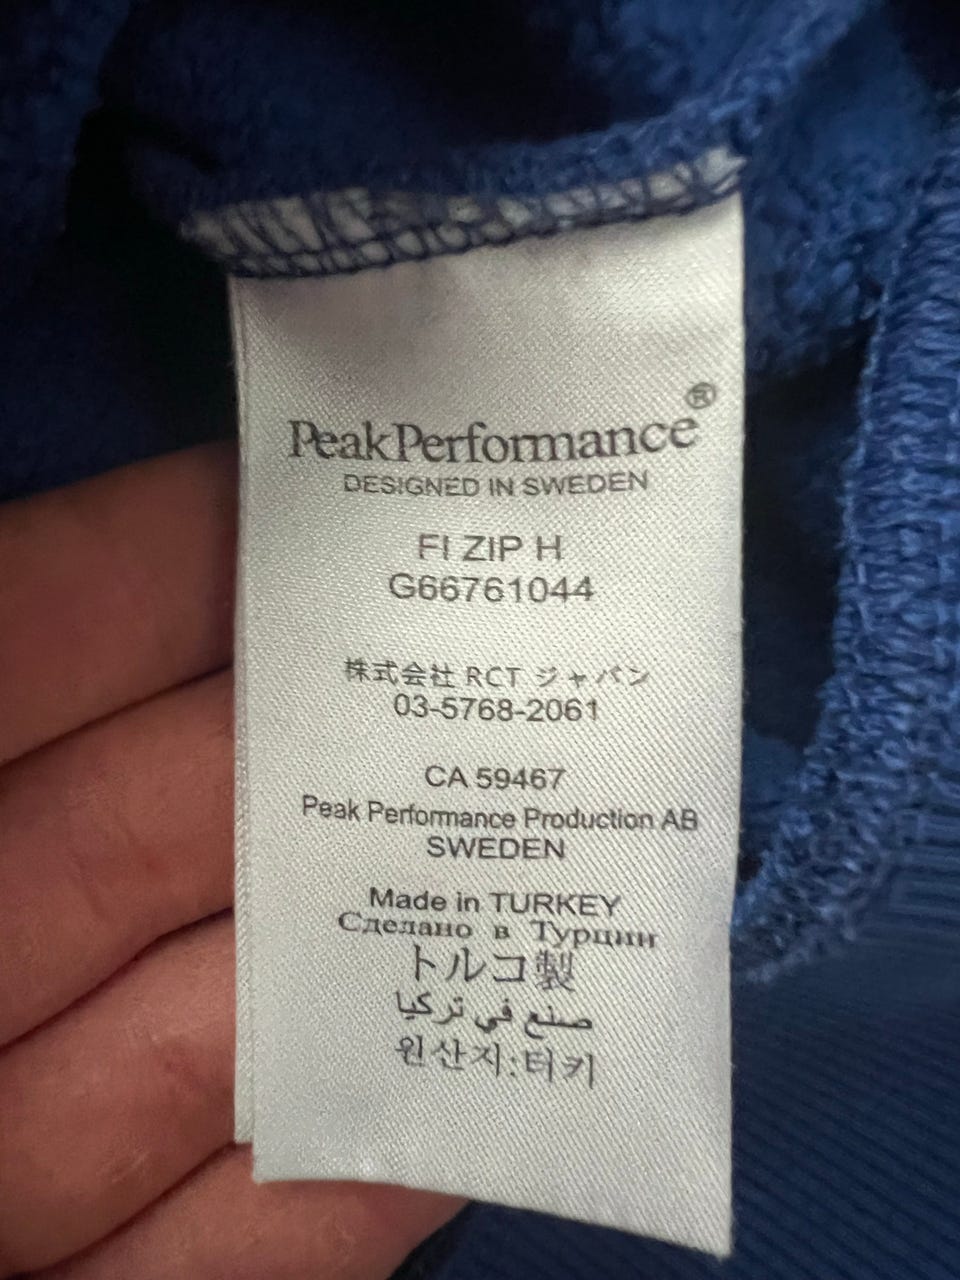 PeakPerformance®
DESIGNED IN SWEDEN
FI ZIP H
G66761044
株式会社 RCT ジャパン
03-5768-2061
CA 59467
Peak Performance Production AB
SWEDEN
Made in TURKEY
Сделано в Турции
トルコ製
صنع في تركيا
원산지:터키